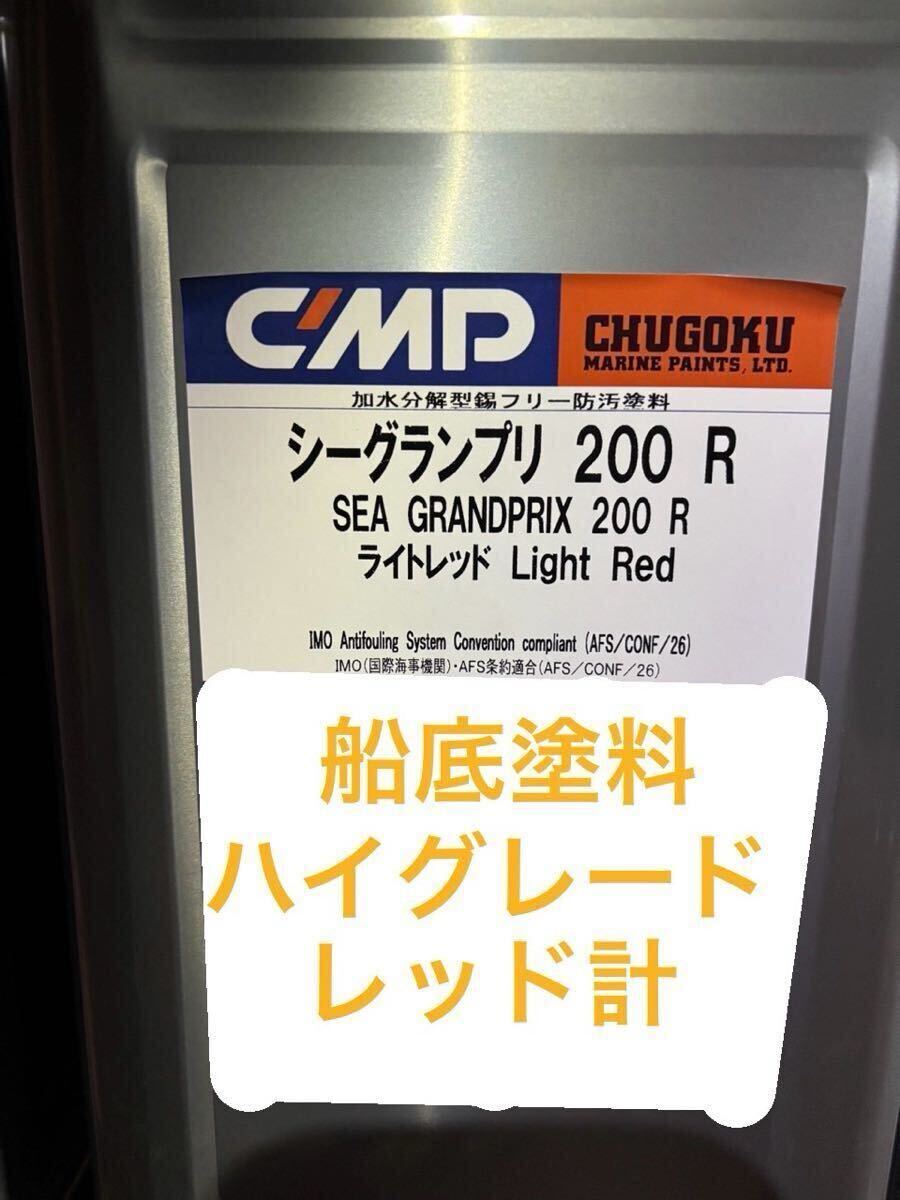 CMP
CHUGOKU
MARINE PAINTS, LTD.
加水分解型錫フリー防汚塗料
シーグランプリ 200 R
SEA GRANDPRIX 200 R
ライトレッド Light Red
IMO Antifouling System Convention compliant (AFS/CONF/26)
IMO(国際海事機関)・AFS条約適合(AFS/CONF/26)
船底塗料
ハイグレード
レッド計